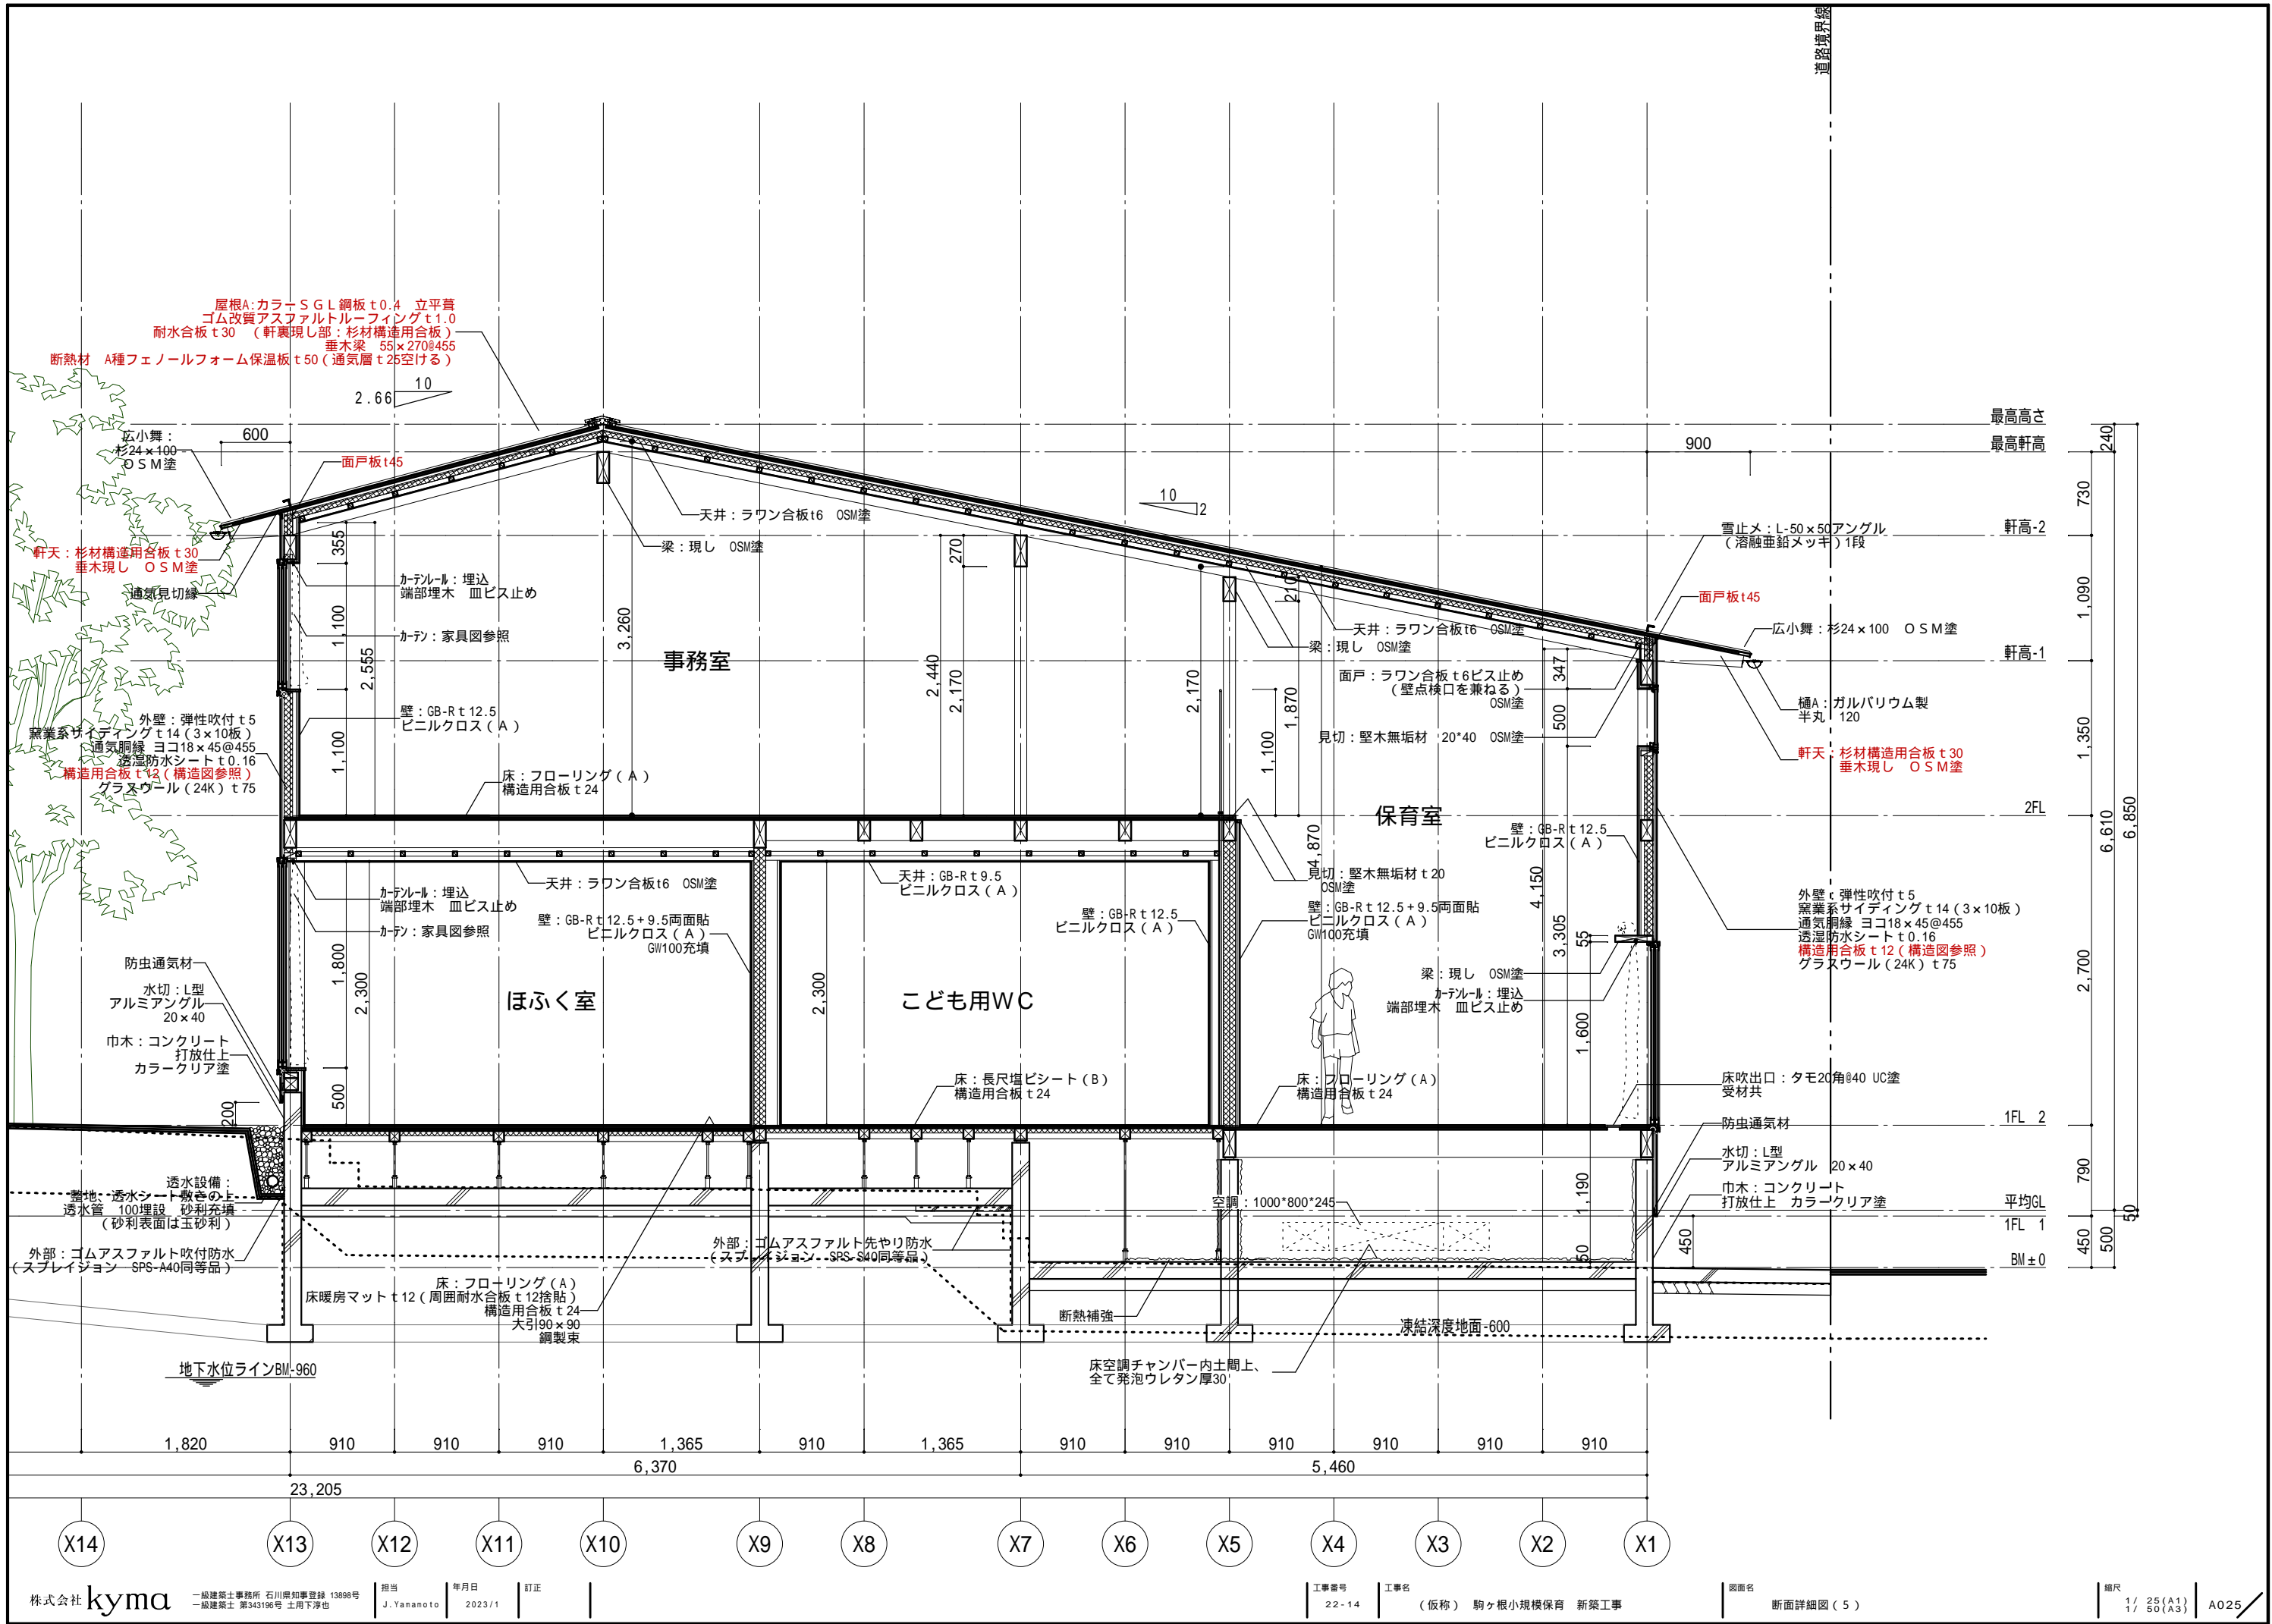 道路境界線
屋根A:カラーＳＧＬ鋼板ｔ0.4　立平葺
ゴム改質アスファルトルーフィングｔ1.0
耐水合板ｔ30　（軒裏現し部：杉材構造用合板）
垂木梁　55×270@455
断熱材　A種フェノールフォーム保温板ｔ50（通気層ｔ25空ける）
10
2.66
広小舞：
杉24×100
ＯＳＭ塗
600
面戸板t45
軒天：杉材構造用合板ｔ30
垂木現し　ＯＳＭ塗
通気見切縁
355
1,100
2,555
1,100
ｶｰﾃﾝﾚｰﾙ：埋込
端部埋木　皿ビス止め
ｶｰﾃﾝ：家具図参照
壁：GB-Rｔ12.5
ビニルクロス（Ａ）
外壁：弾性吹付ｔ5
窯業系サイディングｔ14（3×10板）
通気胴縁 ヨコ18×45@455
透湿防水シートｔ0.16
構造用合板ｔ12（構造図参照）
グラスウール（24K）ｔ75
床：フローリング（Ａ）
構造用合板ｔ24
天井：ラワン合板t6　OSM塗
梁：現し　OSM塗
3,260
事務室
270
2,440
2,170
10
2
2,170
210
1,870
1,100
天井：ラワン合板t6　OSM塗
梁：現し　OSM塗
面戸：ラワン合板ｔ6ビス止め
（壁点検口を兼ねる）
OSM塗
見切：堅木無垢材　20*40　OSM塗
347
500
保育室
4,870
4,150
3,305
55
1,600
壁：GB-Rｔ12.5
ビニルクロス（Ａ）
900
雪止メ：L-50×50アングル
（溶融亜鉛メッキ）1段
面戸板t45
広小舞：杉24×100　ＯＳＭ塗
樋A：ガルバリウム製
半丸　120
軒天：杉材構造用合板ｔ30
垂木現し　ＯＳＭ塗
外壁：弾性吹付ｔ5
窯業系サイディングｔ14（3×10板）
通気胴縁 ヨコ18×45@455
透湿防水シートｔ0.16
構造用合板ｔ12（構造図参照）
グラスウール（24K）ｔ75
最高高さ
最高軒高
軒高-2
軒高-1
2FL
1FL 2
平均GL
1FL 1
BM±0
240
730
1,090
1,350
2,700
790
450
6,610
500
6,850
50
ｶｰﾃﾝﾚｰﾙ：埋込
端部埋木　皿ビス止め
ｶｰﾃﾝ：家具図参照
天井：ラワン合板t6　OSM塗
壁：GB-Rｔ12.5＋9.5両面貼
ビニルクロス（Ａ）
GW100充填
1,800
2,300
500
200
ほふく室
天井：GB-Rｔ9.5
ビニルクロス（Ａ）
壁：GB-Rｔ12.5
ビニルクロス（Ａ）
2,300
こども用ＷＣ
床：長尺塩ビシート（B）
構造用合板ｔ24
見切：堅木無垢材ｔ20
OSM塗
壁：GB-Rｔ12.5＋9.5両面貼
ビニルクロス（Ａ）
GW100充填
梁：現し　OSM塗
ｶｰﾃﾝﾚｰﾙ：埋込
端部埋木　皿ビス止め
床：フローリング（A）
構造用合板ｔ24
床吹出口：タモ20角@40 UC塗
受材共
防虫通気材
水切：L型
アルミアングル　20×40
巾木：コンクリート
打放仕上　カラークリア塗
防虫通気材
水切：L型
アルミアングル
20×40
巾木：コンクリート
打放仕上
カラークリア塗
透水設備：
整地、透水シート敷きの上
透水管　100埋設　砂利充填
（砂利表面は玉砂利）
外部：ゴムアスファルト吹付防水
（スプレイジョン　SPS-A40同等品）
外部：ゴムアスファルト先やり防水
（スプレイジョン　SPS-S40同等品）
床：フローリング（A）
床暖房マットｔ12（周囲耐水合板ｔ12捨貼）
構造用合板ｔ24
大引90×90
鋼製束
空調：1000*800*245
1,190
50
450
断熱補強
凍結深度地面-600
床空調チャンバー内土間上、
全て発泡ウレタン厚30
地下水位ラインBM-960
1,820　910　910　910　1,365　910　1,365　910　910　910　910　910　910
6,370　5,460
23,205
X14 X13 X12 X11 X10 X9 X8 X7 X6 X5 X4 X3 X2 X1
株式会社 kyma
一級建築士事務所 石川県知事登録 13898号
一級建築士 第343196号 土用下淳也
担当
J.Yamamoto
年月日
2023/1
訂正
工事番号
22-14
工事名
（仮称）　駒ヶ根小規模保育　新築工事
図面名
断面詳細図（５）
縮尺
1/ 25(A1)
1/ 50(A3)
A025